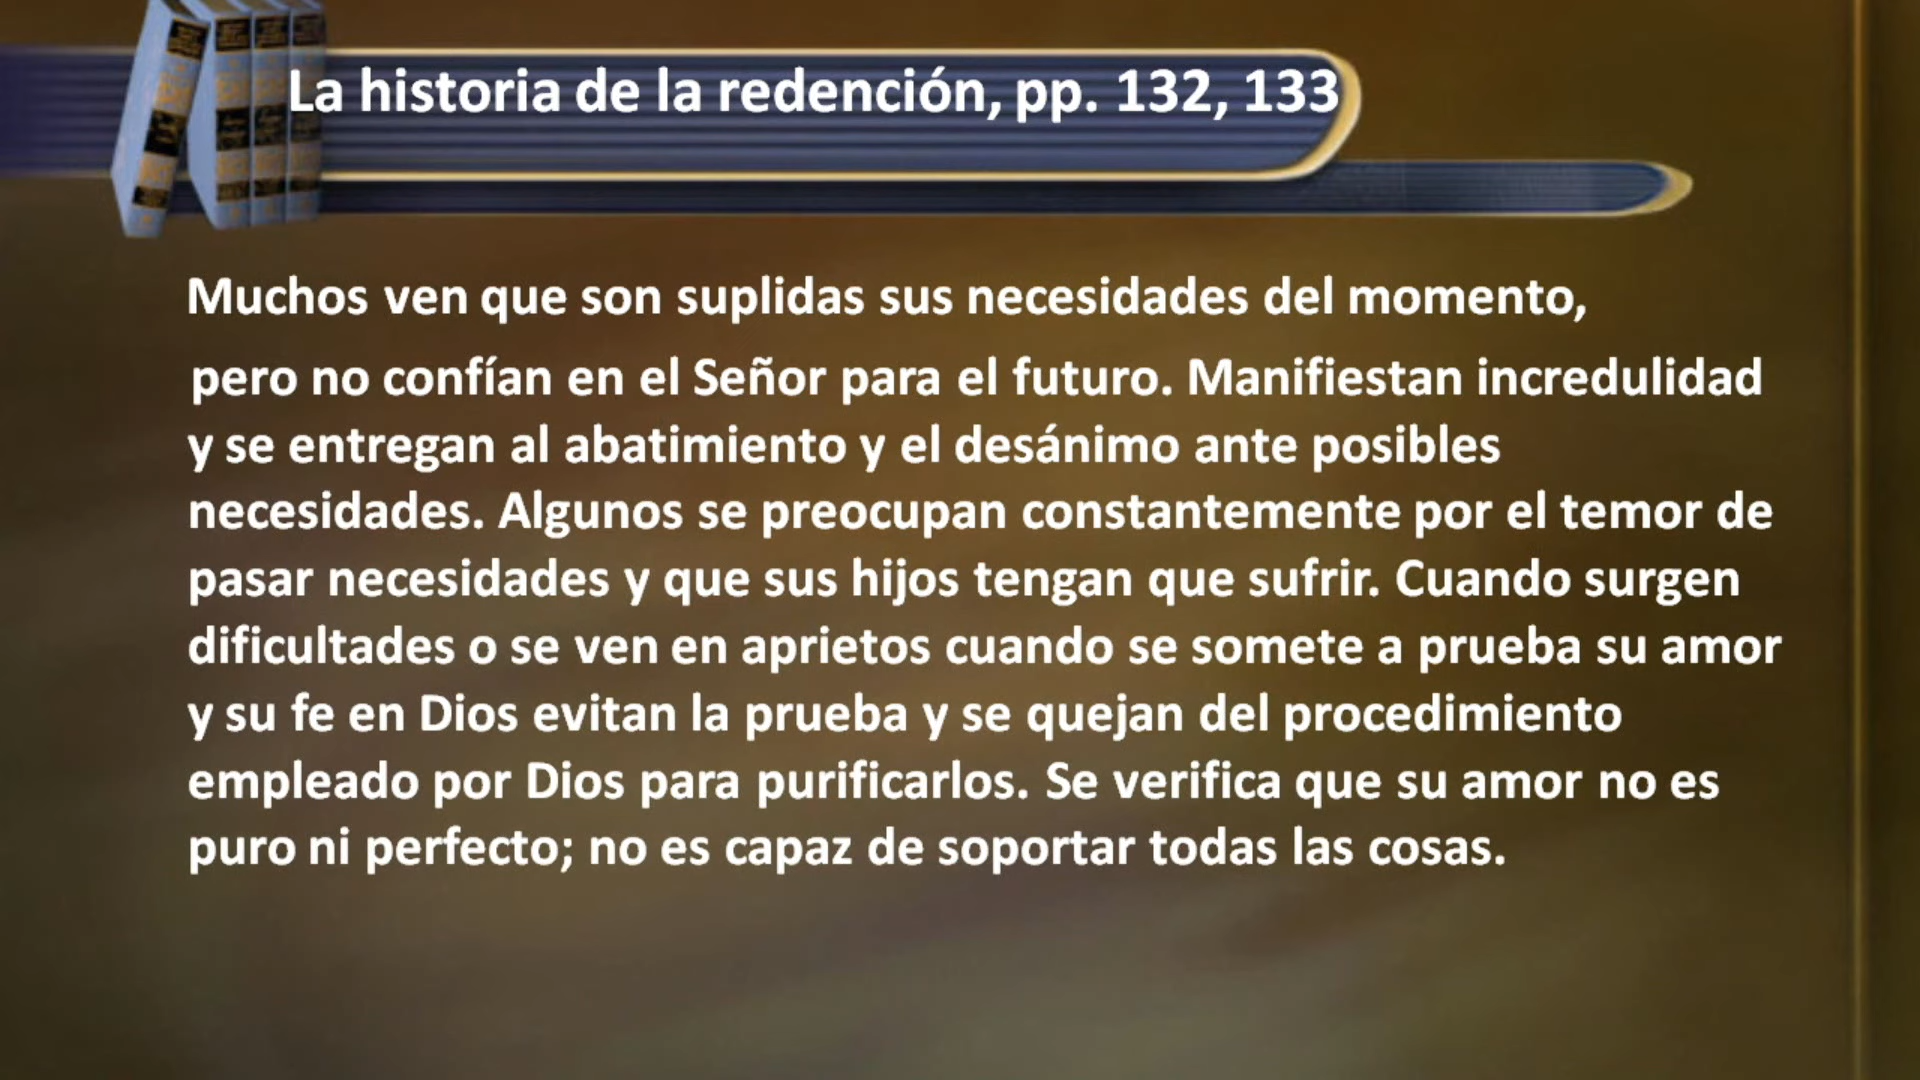 La historia de la redención, pp. 132, 133
Muchos ven que son suplidas sus necesidades del momento,
pero no confían en el Señor para el futuro. Manifiestan incredulidad
y se entregan al abatimiento y el desánimo ante posibles
necesidades. Algunos se preocupan constantemente por el temor de
pasar necesidades y que sus hijos tengan que sufrir. Cuando surgen
dificultades o se ven en aprietos cuando se somete a prueba su amor
y su fe en Dios evitan la prueba y se quejan del procedimiento
empleado por Dios para purificarlos. Se verifica que su amor no es
puro ni perfecto; no es capaz de soportar todas las cosas.